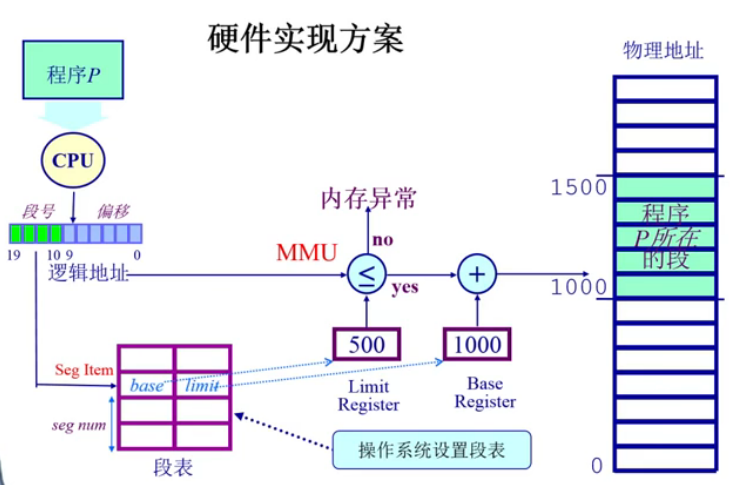 硬件实现方案
物理地址
程序P
CPU
段号 偏移
19 10 9 0
逻辑地址
MMU
内存异常
no
≤
yes
+
1500
程序
P所在
的段
1000
500
1000
Limit
Register
Base
Register
Seg Item
base limit
seg num
段表
操作系统设置段表
0